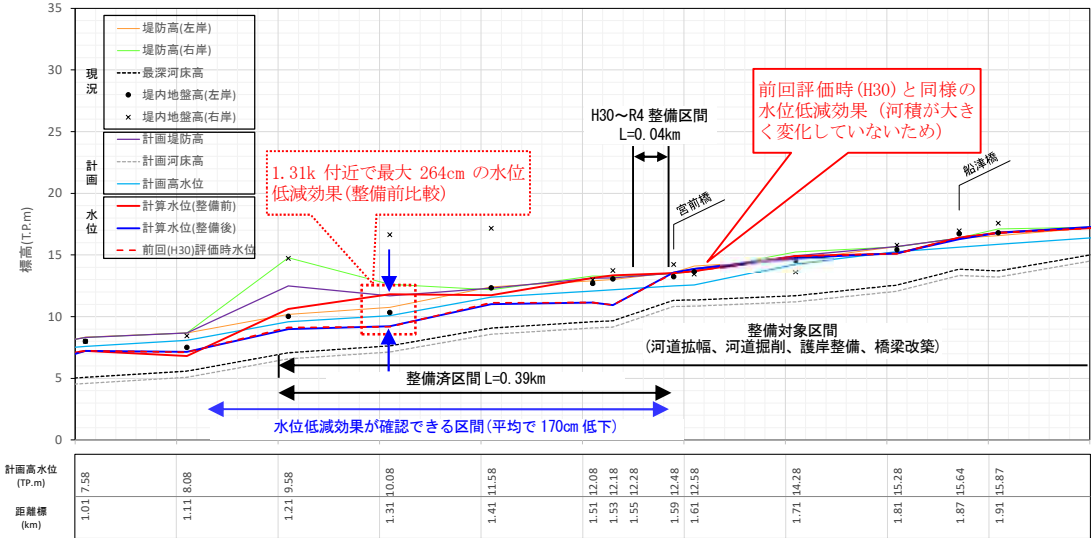 35
30
25
20
15
10
5
0
標高(T.P.m)
現況
堤防高(左岸)
堤防高(右岸)
最深河床高
堤内地盤高(左岸)
堤内地盤高(右岸)
計画
計画堤防高
計画河床高
計画高水位
水位
計算水位(整備前)
計算水位(整備後)
前回(H30)評価時水位
1.31k 付近で最大 264cm の水位
低減効果(整備前比較)
H30～R4 整備区間
L=0.04km
前回評価時(H30)と同様の
水位低減効果（河積が大き
く変化していないため）
宮前橋
船津橋
整備対象区間
（河道拡幅、河道掘削、護岸整備、橋梁改築）
整備済区間 L=0.39km
水位低減効果が確認できる区間(平均で 170cm 低下)
計画高水位
(TP.m)
7.58 8.08 9.58 10.08 11.58 12.08 12.18 12.28 12.48 12.58 14.28 15.28 15.64 15.87
距離標
(km)
1.01 1.11 1.21 1.31 1.41 1.51 1.53 1.55 1.59 1.61 1.71 1.81 1.87 1.91